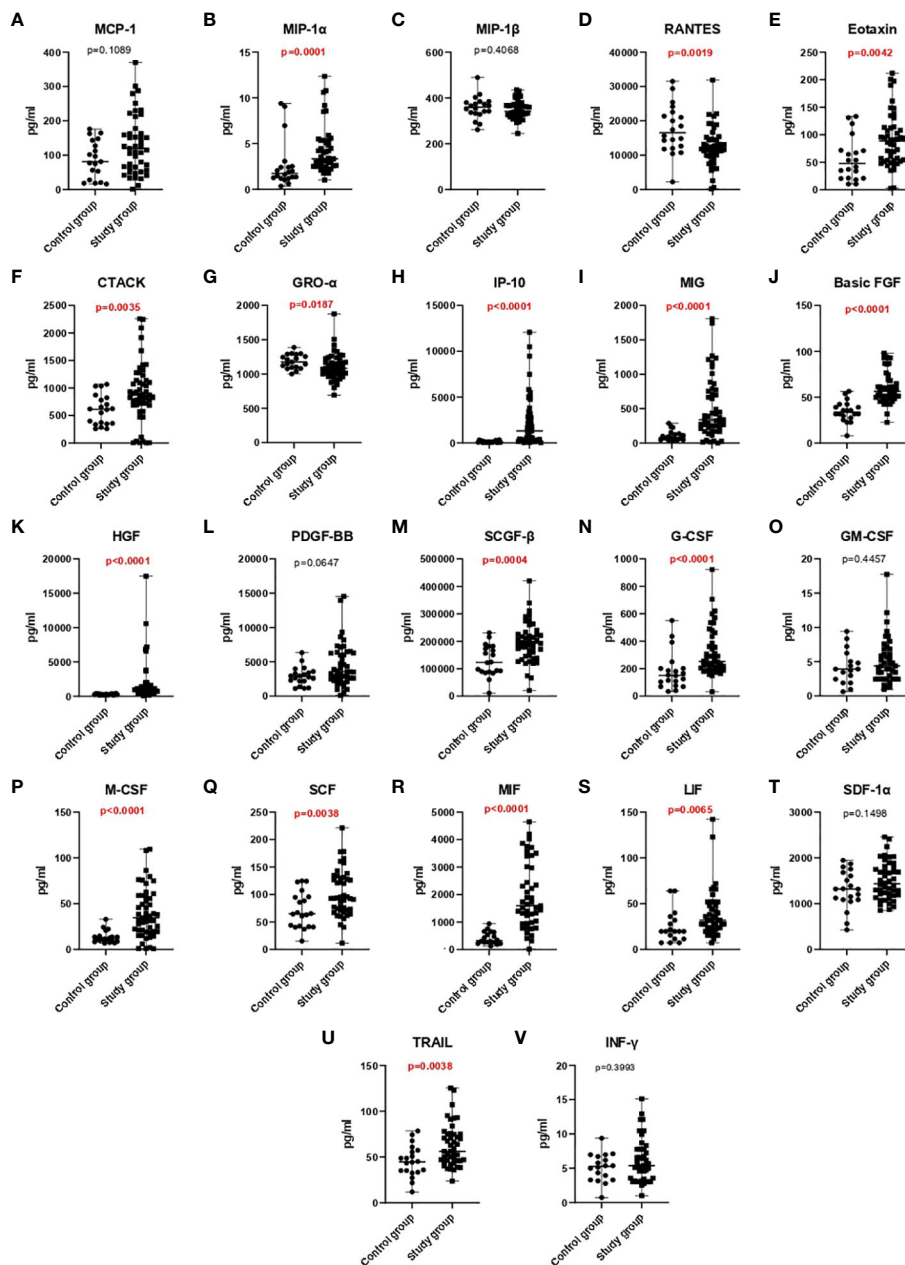 A MCP-1 B MIP-1α C MIP-1β D RANTES E Eotaxin
p=0.1089 p=0.0001 p=0.4068 p=0.0019 p=0.0042
pg/ml pg/ml pg/ml pg/ml pg/ml
400 15 600 40000 250
300 10 400 30000 200
200 5 200 20000 150
100 0 0 10000 100
0 0 50
0
Control group Study group Control group Study group Control group Study group Control group Study group Control group Study group
F CTACK G GRO-α H IP-10 I MIG J Basic FGF
p=0.0035 p=0.0187 p<0.0001 p<0.0001 p<0.0001
pg/ml pg/ml pg/ml pg/ml pg/ml
2500 2000 15000 2000 150
2000 1500 10000 1500 100
1500 1000 5000 1000 50
1000 500 0 500 0
500 0 0
0
Control group Study group Control group Study group Control group Study group Control group Study group Control group Study group
K HGF L PDGF-BB M SCGF-β N G-CSF O GM-CSF
p<0.0001 p=0.0647 p=0.0004 p<0.0001 p=0.4457
pg/ml pg/ml pg/ml pg/ml pg/ml
20000 20000 500000 1000 20
15000 15000 400000 800 15
10000 10000 300000 600 10
5000 5000 200000 400 5
0 0 100000 200 0
0 0
Control group Study group Control group Study group Control group Study group Control group Study group Control group Study group
P M-CSF Q SCF R MIF S LIF T SDF-1α
p<0.0001 p=0.0038 p<0.0001 p=0.0065 p=0.1498
pg/ml pg/ml pg/ml pg/ml pg/ml
150 250 5000 150 3000
100 200 4000 100 2000
50 150 3000 50 1000
0 100 2000 0 0
50 1000
0 0
Control group Study group Control group Study group Control group Study group Control group Study group Control group Study group
U TRAIL V INF-γ
p=0.0038 p=0.3993
pg/ml pg/ml
150 20
100 15
50 10
0 5
0
Control group Study group Control group Study group